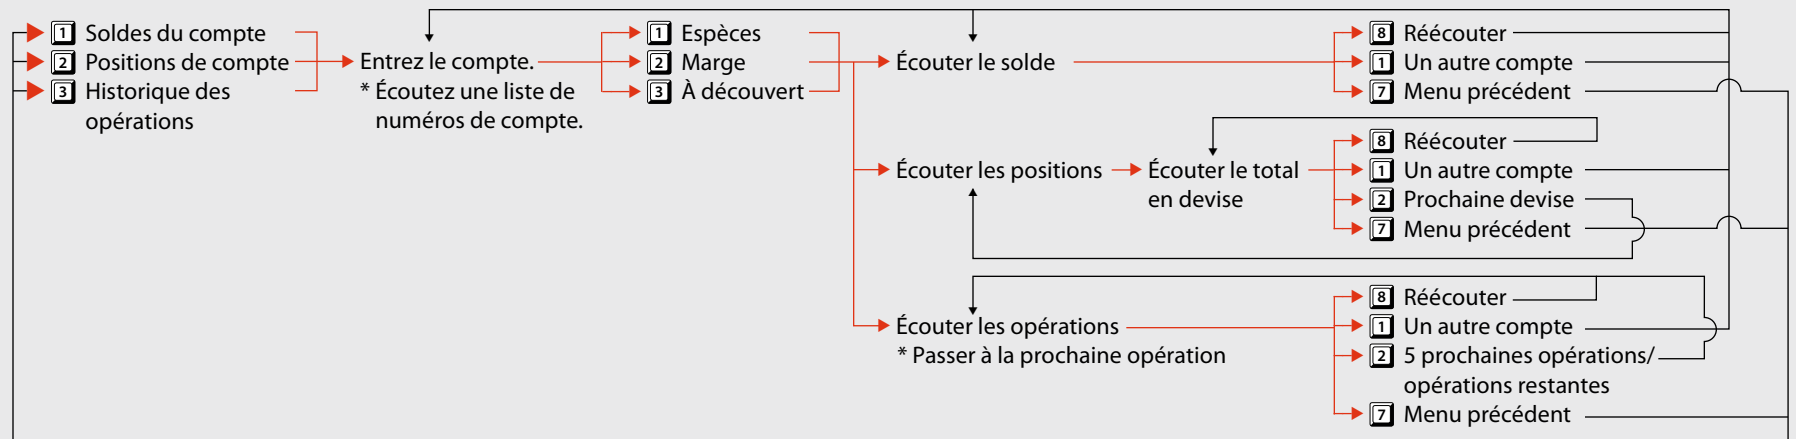 1 Soldes du compte
2 Positions de compte
3 Historique des
opérations
Entrez le compte.
* Écoutez une liste de
numéros de compte.
1 Espèces
2 Marge
3 À découvert
Écouter le solde
8 Réécouter
1 Un autre compte
7 Menu précédent
Écouter les positions
Écouter le total
en devise
8 Réécouter
1 Un autre compte
2 Prochaine devise
7 Menu précédent
Écouter les opérations
* Passer à la prochaine opération
8 Réécouter
1 Un autre compte
2 5 prochaines opérations/
opérations restantes
7 Menu précédent